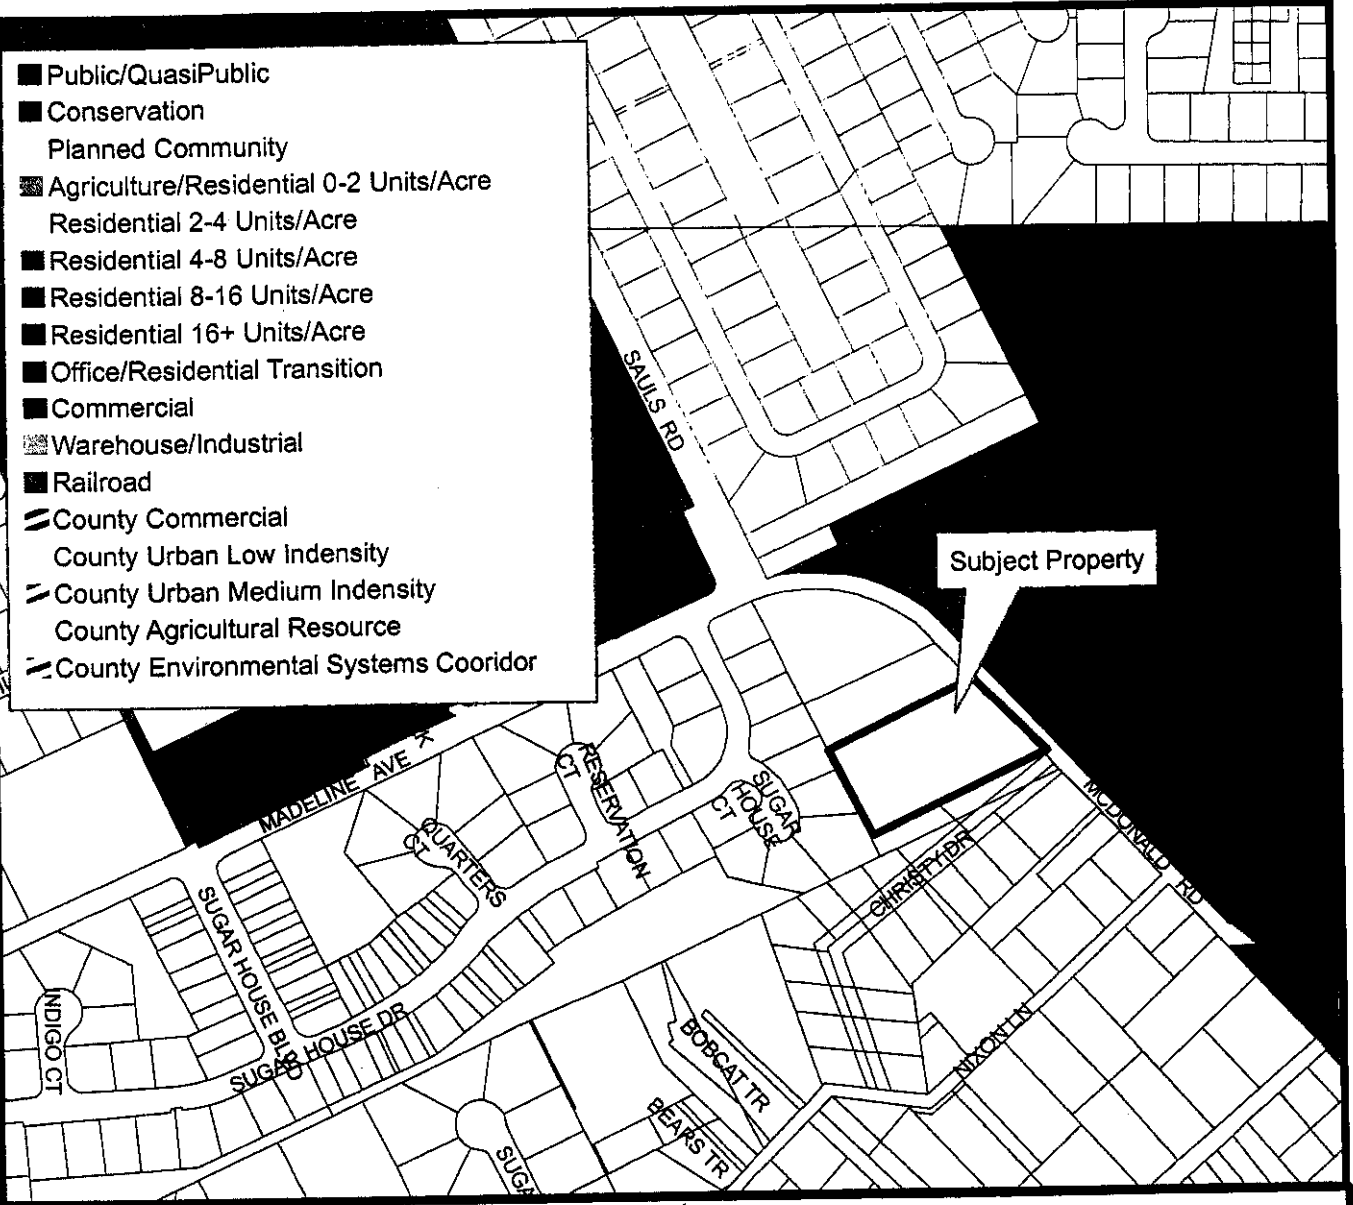 Public/QuasiPublic
Conservation
Planned Community
Agriculture/Residential 0-2 Units/Acre
Residential 2-4 Units/Acre
Residential 4-8 Units/Acre
Residential 8-16 Units/Acre
Residential 16+ Units/Acre
Office/Residential Transition
Commercial
Warehouse/Industrial
Railroad
County Commercial
County Urban Low Indensity
County Urban Medium Indensity
County Agricultural Resource
County Environmental Systems Cooridor
SAULS RD
Subject Property
MADELINE AVE
RESERVATION
CT
SUGAR
HOUSE
CT
MCDONALD RD
QUARTERS
CT
CHRISTY DR
SUGAR HOUSE BLVD
SUGAR HOUSE DR
INDIGO CT
BOBCAT TR
NIXON LN
BEARS TR
SUGA